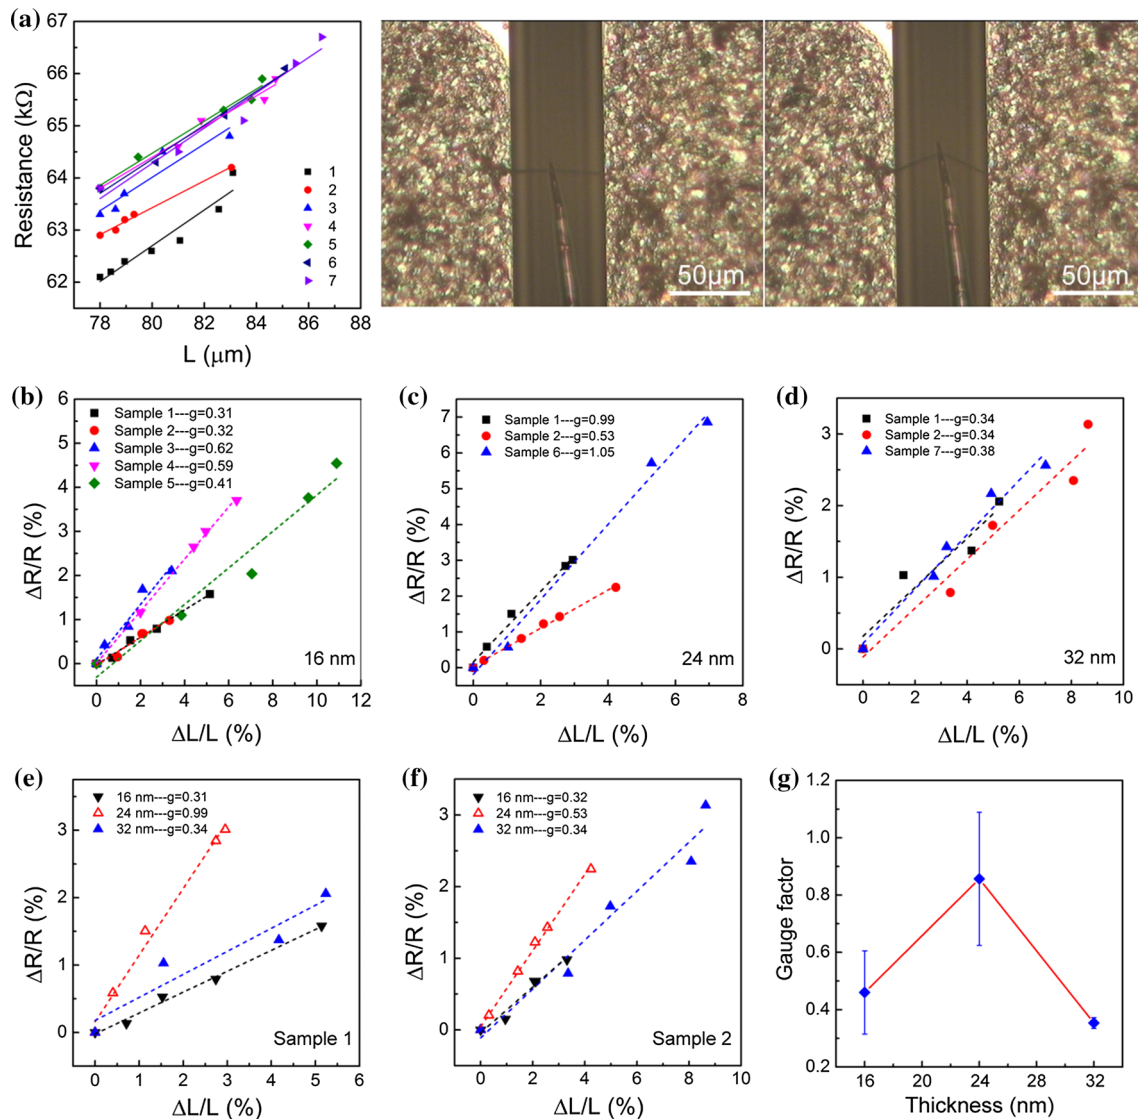 (a)
67
66
65
64
63
62
Resistance (kΩ)
78 80 82 84 86 88
L (μm)
1
2
3
4
5
6
7
50μm
50μm
(b)
6
5
4
3
2
1
0
ΔR/R (%)
Sample 1---g=0.31
Sample 2---g=0.32
Sample 3---g=0.62
Sample 4---g=0.59
Sample 5---g=0.41
16 nm
0 2 4 6 8 10 12
ΔL/L (%)
(c)
7
6
5
4
3
2
1
0
ΔR/R (%)
Sample 1---g=0.99
Sample 2---g=0.53
Sample 6---g=1.05
24 nm
0 2 4 6 8
ΔL/L (%)
(d)
3
2
1
0
ΔR/R (%)
Sample 1---g=0.34
Sample 2---g=0.34
Sample 7---g=0.38
32 nm
0 2 4 6 8 10
ΔL/L (%)
(e)
3
2
1
0
ΔR/R (%)
16 nm---g=0.31
24 nm---g=0.99
32 nm---g=0.34
Sample 1
0 1 2 3 4 5 6
ΔL/L (%)
(f)
4
3
2
1
0
ΔR/R (%)
16 nm---g=0.32
24 nm---g=0.53
32 nm---g=0.34
Sample 2
0 2 4 6 8 10
ΔL/L (%)
(g)
1.2
1.0
0.8
0.6
0.4
0.2
Gauge factor
16 20 24 28 32
Thickness (nm)